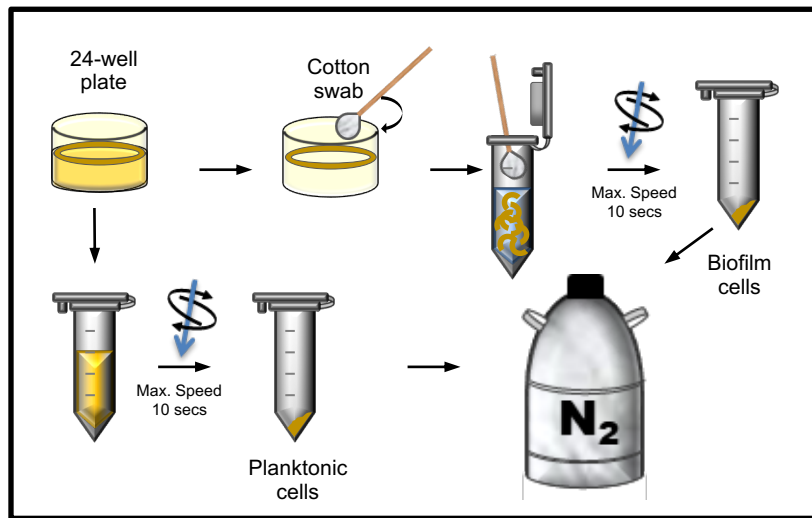 24-well
plate
Cotton
swab
Max. Speed
10 secs
Biofilm
cells
Max. Speed
10 secs
Planktonic
cells
N2